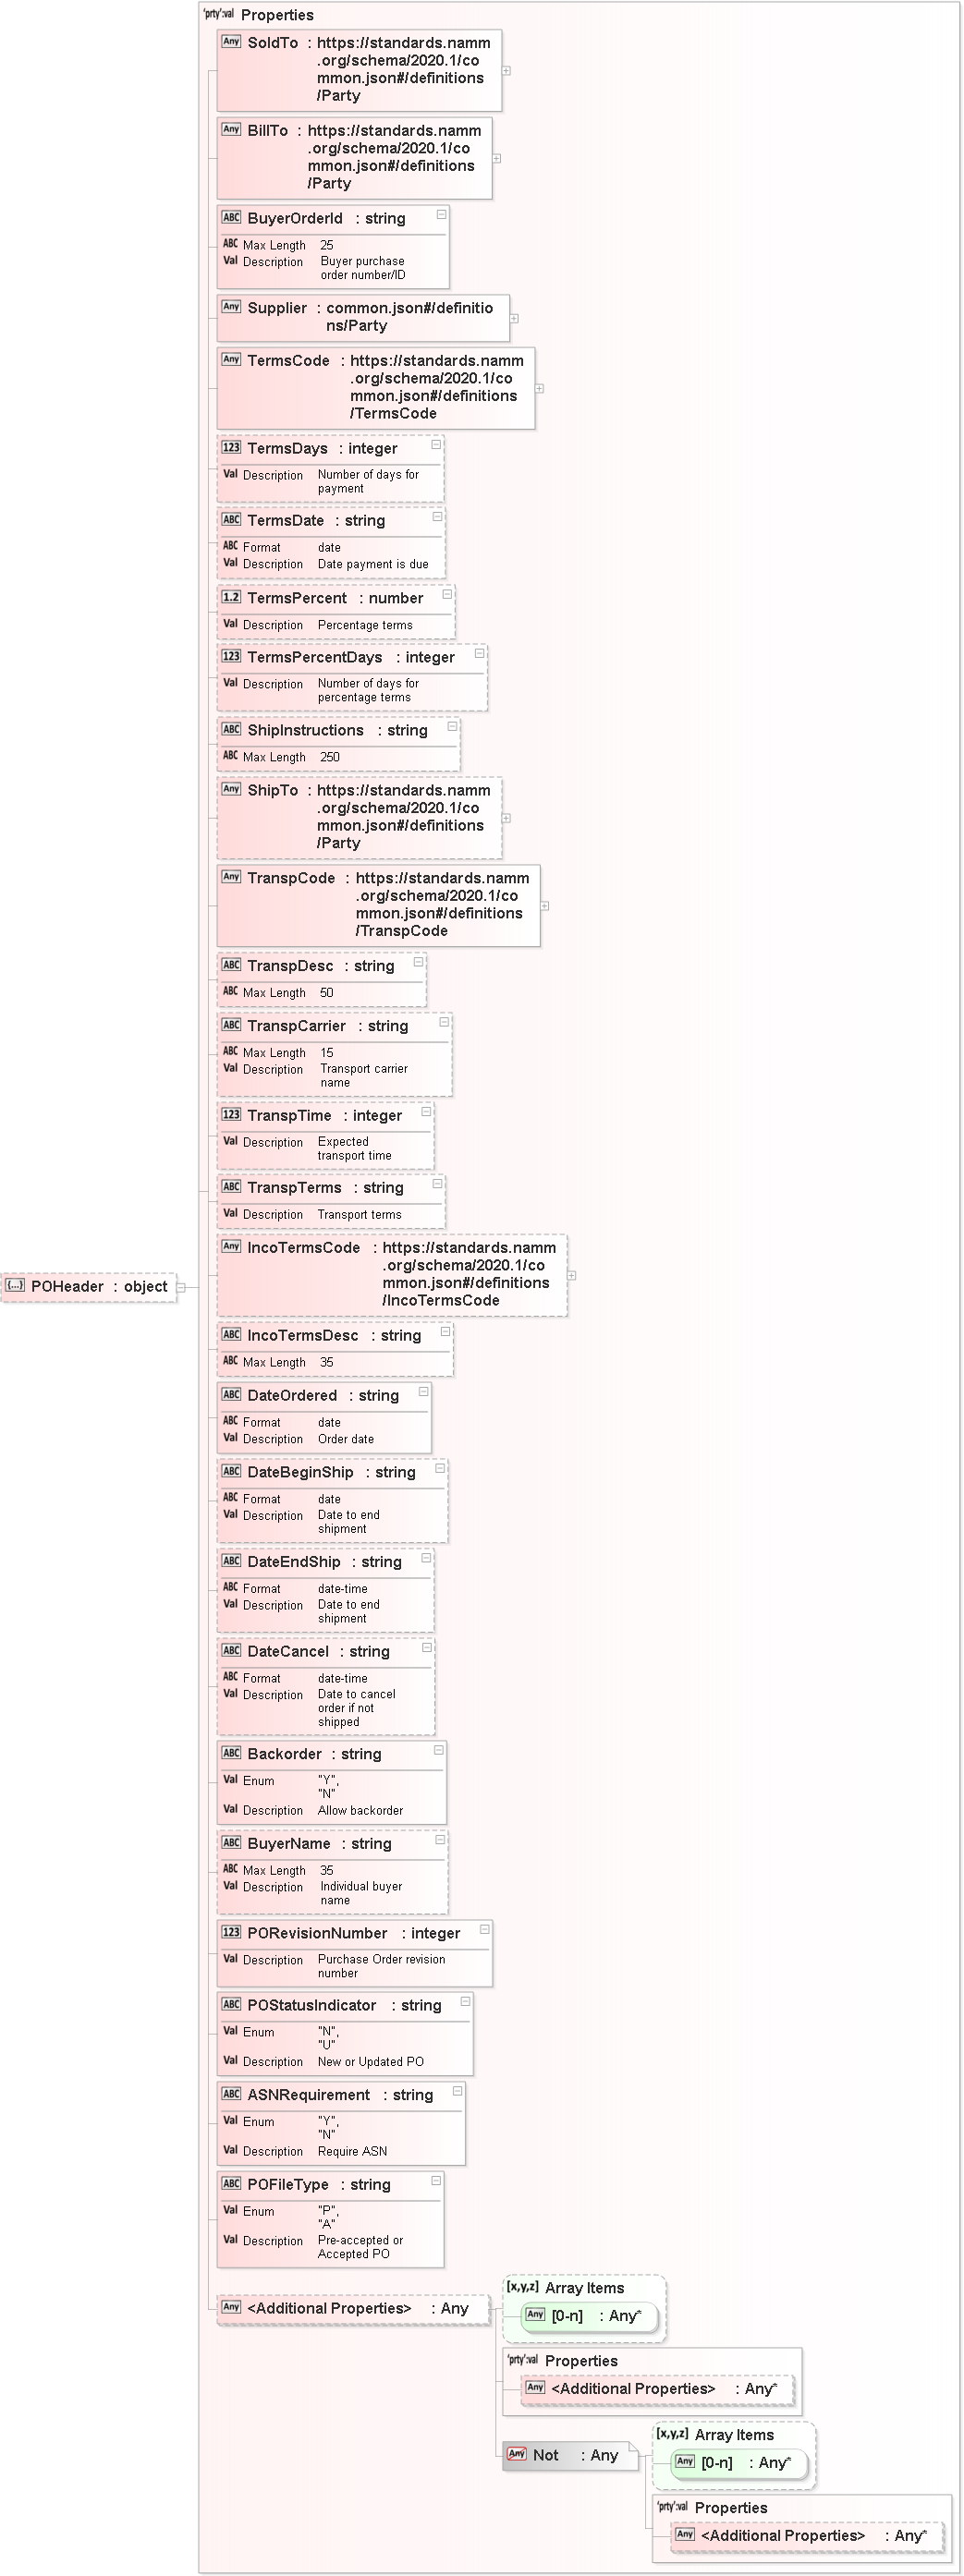 'prty':val Properties
Any SoldTo : https://standards.namm
.org/schema/2020.1/co
mmon.json#/definitions
/Party
Any BillTo : https://standards.namm
.org/schema/2020.1/co
mmon.json#/definitions
/Party
ABC BuyerOrderId : string
ABC Max Length 25
Val Description Buyer purchase
order number/ID
Any Supplier : common.json#/definitio
ns/Party
Any TermsCode : https://standards.namm
.org/schema/2020.1/co
mmon.json#/definitions
/TermsCode
123 TermsDays : integer
Val Description Number of days for
payment
ABC TermsDate : string
ABC Format date
Val Description Date payment is due
1.2 TermsPercent : number
Val Description Percentage terms
123 TermsPercentDays : integer
Val Description Number of days for
percentage terms
ABC ShipInstructions : string
ABC Max Length 250
Any ShipTo : https://standards.namm
.org/schema/2020.1/co
mmon.json#/definitions
/Party
Any TranspCode : https://standards.namm
.org/schema/2020.1/co
mmon.json#/definitions
/TranspCode
ABC TranspDesc : string
ABC Max Length 50
ABC TranspCarrier : string
ABC Max Length 15
Val Description Transport carrier
name
123 TranspTime : integer
Val Description Expected
transport time
ABC TranspTerms : string
Val Description Transport terms
Any IncoTermsCode : https://standards.namm
.org/schema/2020.1/co
mmon.json#/definitions
/IncoTermsCode
{...} POHeader : object
ABC IncoTermsDesc : string
ABC Max Length 35
ABC DateOrdered : string
ABC Format date
Val Description Order date
ABC DateBeginShip : string
ABC Format date
Val Description Date to end
shipment
ABC DateEndShip : string
ABC Format date-time
Val Description Date to end
shipment
ABC DateCancel : string
ABC Format date-time
Val Description Date to cancel
order if not
shipped
ABC Backorder : string
Val Enum "Y",
"N"
Val Description Allow backorder
ABC BuyerName : string
ABC Max Length 35
Val Description Individual buyer
name
123 PORevisionNumber : integer
Val Description Purchase Order revision
number
ABC POStatusIndicator : string
Val Enum "N",
"U"
Val Description New or Updated PO
ABC ASNRequirement : string
Val Enum "Y",
"N"
Val Description Require ASN
ABC POFileType : string
Val Enum "P",
"A"
Val Description Pre-accepted or
Accepted PO
Any <Additional Properties> : Any
[x,y,z] Array Items
Any [0-n] : Any*
'prty':val Properties
Any <Additional Properties> : Any*
Any Not : Any
[x,y,z] Array Items
Any [0-n] : Any*
'prty':val Properties
Any <Additional Properties> : Any*